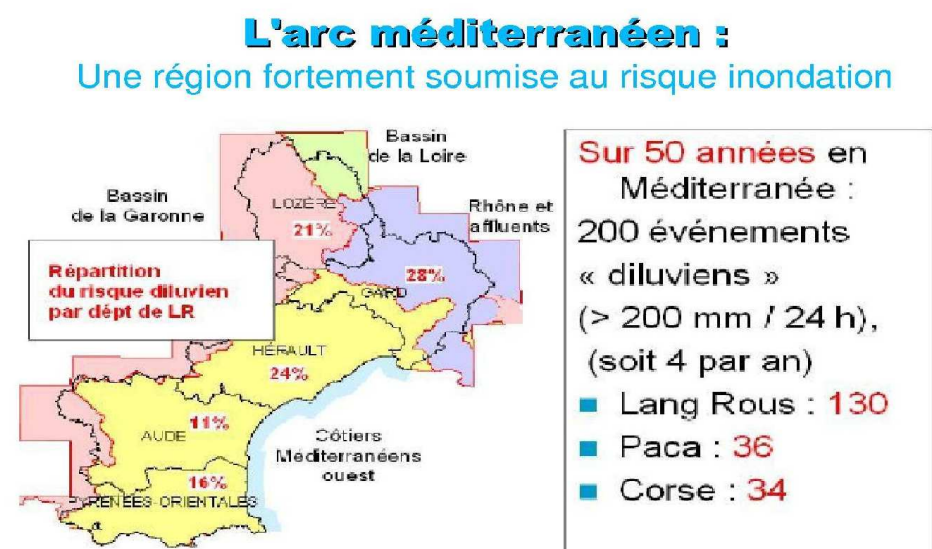 L'arc méditerranéen :
Une région fortement soumise au risque inondation
Bassin
de la Loire
Bassin
de la Garonne
LOZÈRE
21%
Rhône et
affluents
28%
GARD
Répartition
du risque diluvien
par dépt de LR
HÉRAULT
24%
11%
AUDE
Côtiers
Méditerranéens
ouest
16%
PYRENÉES-ORIENTALES
Sur 50 années en
Méditerranée :
200 événements
« diluviens »
(> 200 mm / 24 h),
(soit 4 par an)
Lang Rous : 130
Paca : 36
Corse : 34